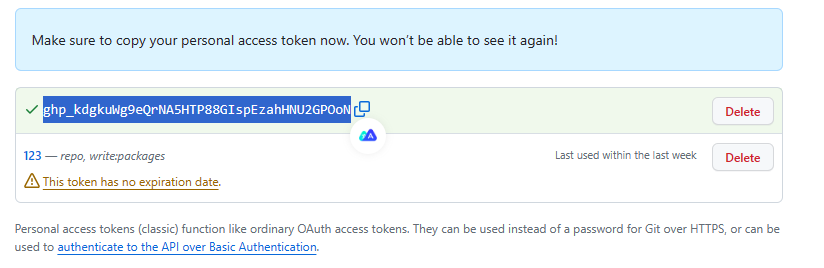 Make sure to copy your personal access token now. You won't be able to see it again!
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
Delete
123 — repo, write:packages
Last used within the last week
Delete
This token has no expiration date.
Personal access tokens (classic) function like ordinary OAuth access tokens. They can be used instead of a password for Git over HTTPS, or can be
used to authenticate to the API over Basic Authentication.